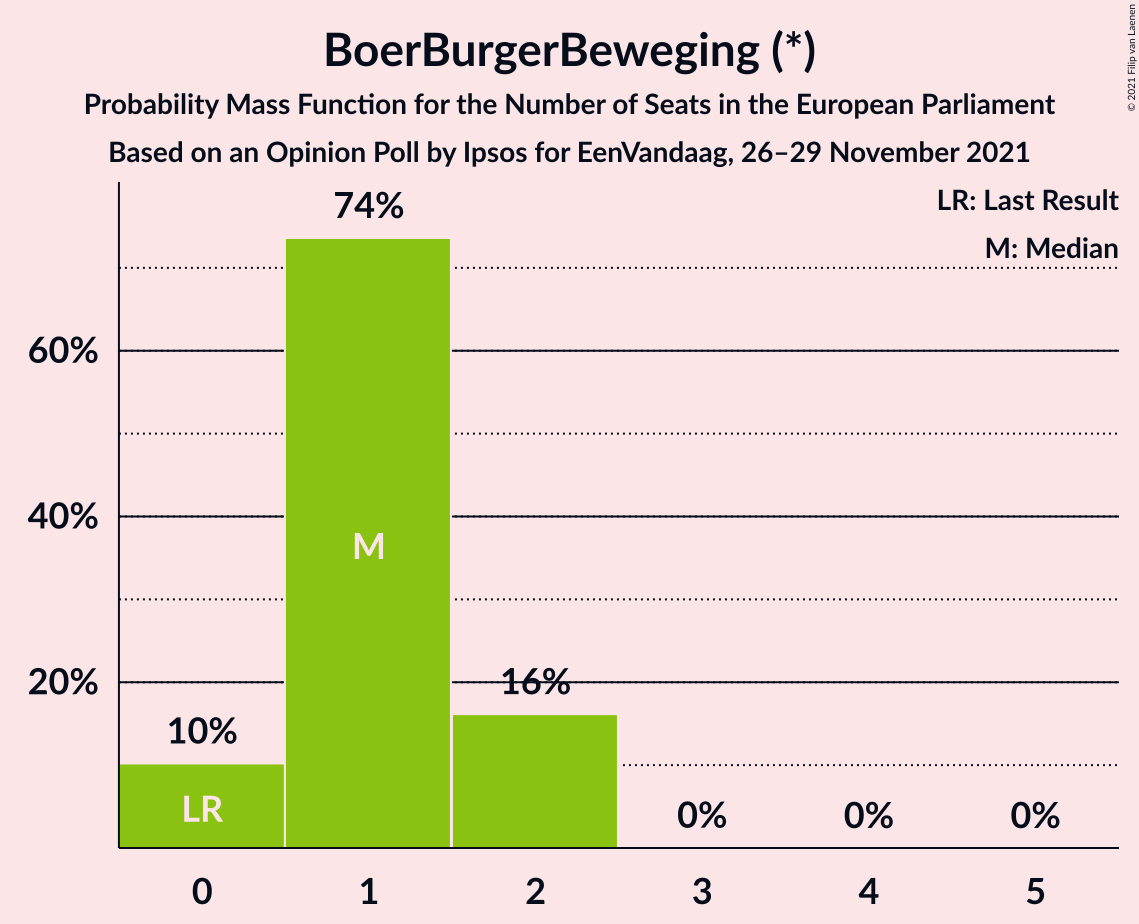 BoerBurgerBeweging (*)
Probability Mass Function for the Number of Seats in the European Parliament
Based on an Opinion Poll by Ipsos for EenVandaag, 26–29 November 2021
© 2021 Filip van Laenen
LR: Last Result
M: Median
74%
60%
40%
M
20%
16%
10%
LR
0%
0%
0%
0
1
2
3
4
5